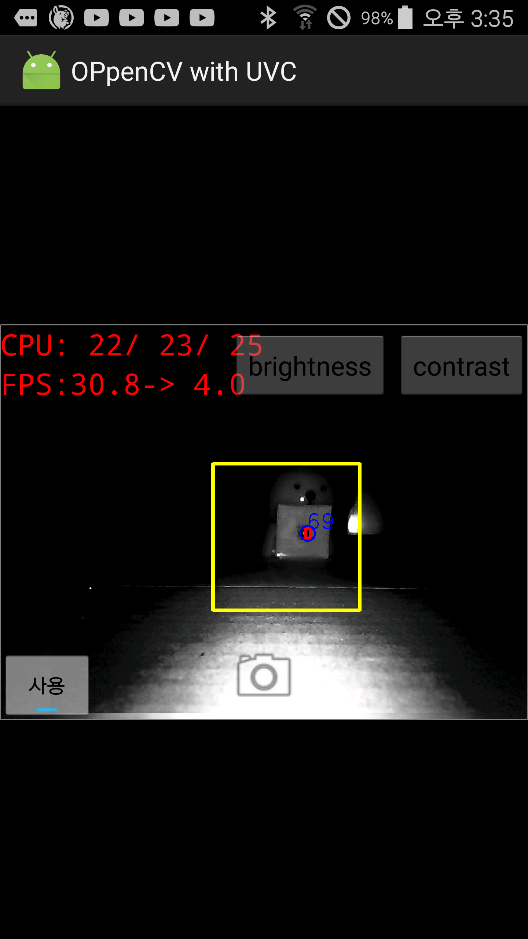 98% 오후 3:35
OPpenCV with UVC
CPU: 22/ 23/ 25
FPS:30.8-> 4.0
brightness
contrast
69
사용